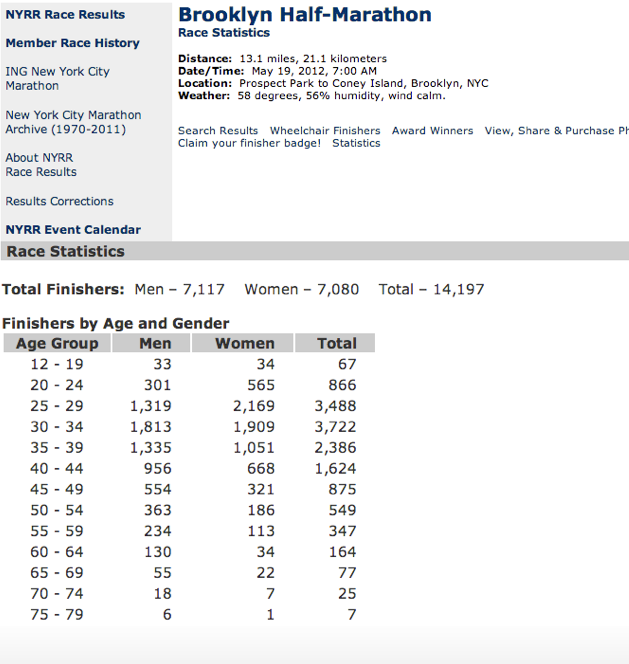 NYRR Race Results
Member Race History
ING New York City
Marathon
New York City Marathon
Archive (1970-2011)
About NYRR
Race Results
Results Corrections
NYRR Event Calendar
Brooklyn Half-Marathon
Race Statistics
Distance: 13.1 miles, 21.1 kilometers
Date/Time: May 19, 2012, 7:00 AM
Location: Prospect Park to Coney Island, Brooklyn, NYC
Weather: 58 degrees, 56% humidity, wind calm.
Search Results Wheelchair Finishers Award Winners View, Share & Purchase Ph
Claim your finisher badge! Statistics
Race Statistics
Total Finishers: Men – 7,117 Women – 7,080 Total – 14,197
Finishers by Age and Gender
Age Group Men Women Total
12 - 19 33 34 67
20 - 24 301 565 866
25 - 29 1,319 2,169 3,488
30 - 34 1,813 1,909 3,722
35 - 39 1,335 1,051 2,386
40 - 44 956 668 1,624
45 - 49 554 321 875
50 - 54 363 186 549
55 - 59 234 113 347
60 - 64 130 34 164
65 - 69 55 22 77
70 - 74 18 7 25
75 - 79 6 1 7